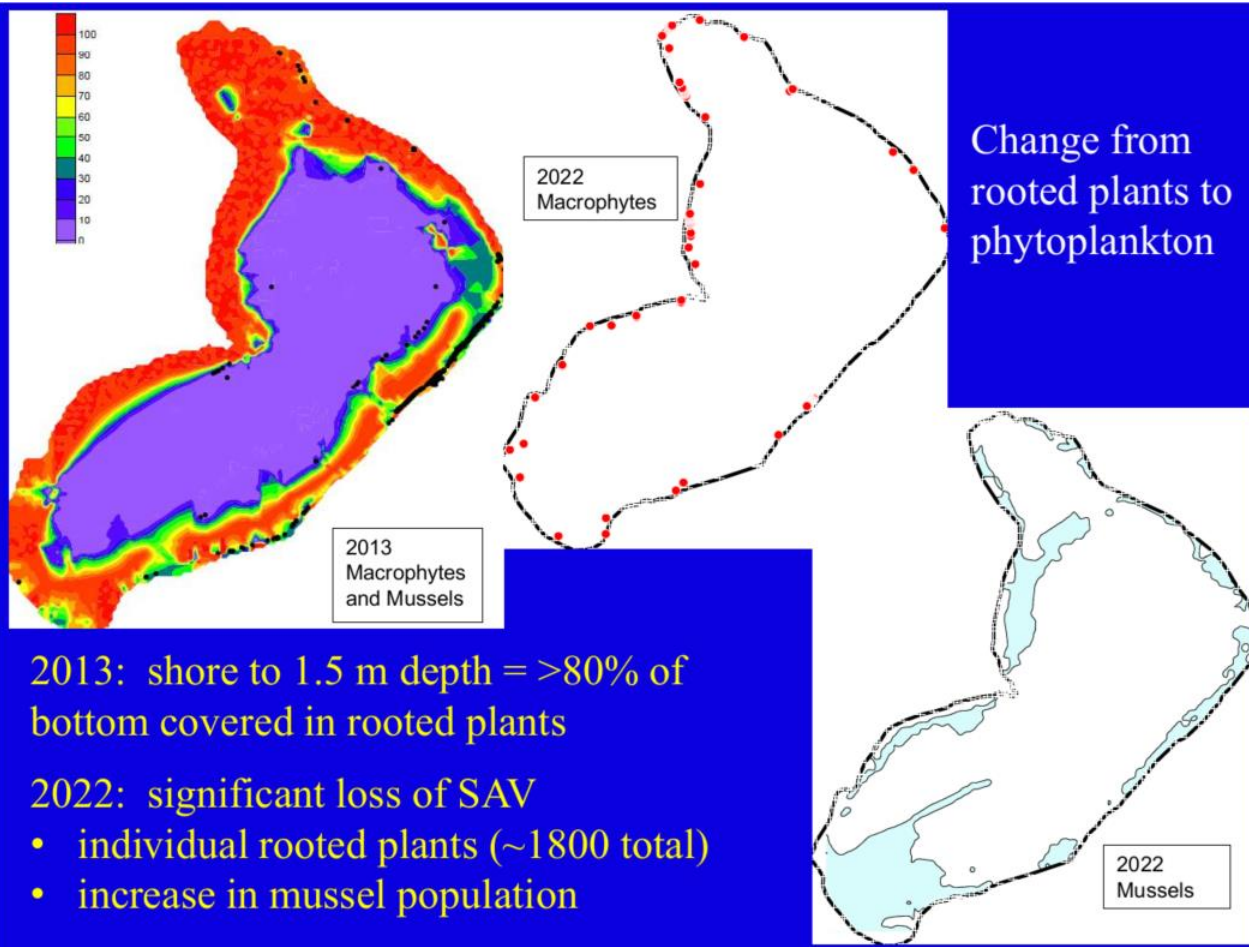 100
90
80
70
60
50
40
30
20
10
0
2013
Macrophytes
and Mussels
2022
Macrophytes
Change from
rooted plants to
phytoplankton
2022
Mussels
2013: shore to 1.5 m depth = >80% of
bottom covered in rooted plants
2022: significant loss of SAV
• individual rooted plants (~1800 total)
• increase in mussel population